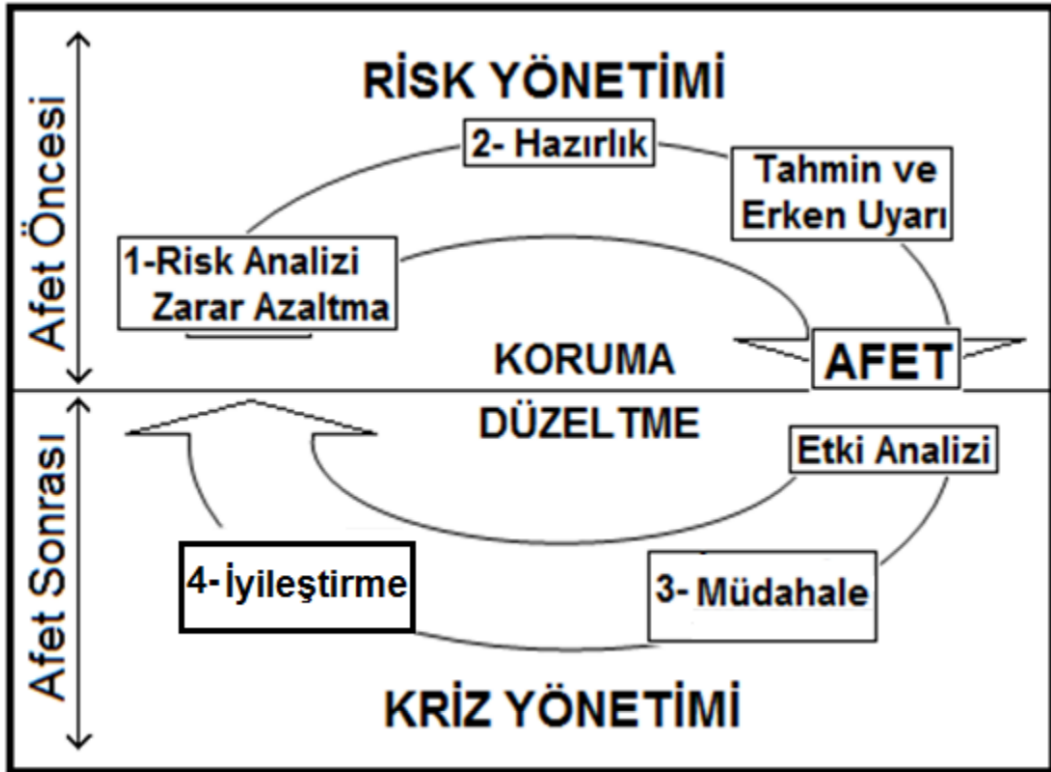 Afet Öncesi
RİSK YÖNETİMİ
2- Hazırlık
Tahmin ve
Erken Uyarı
1-Risk Analizi
Zarar Azaltma
KORUMA
AFET
DÜZELTME
Afet Sonrası
Etki Analizi
4-İyileştirme
3- Müdahale
KRİZ YÖNETİMİ